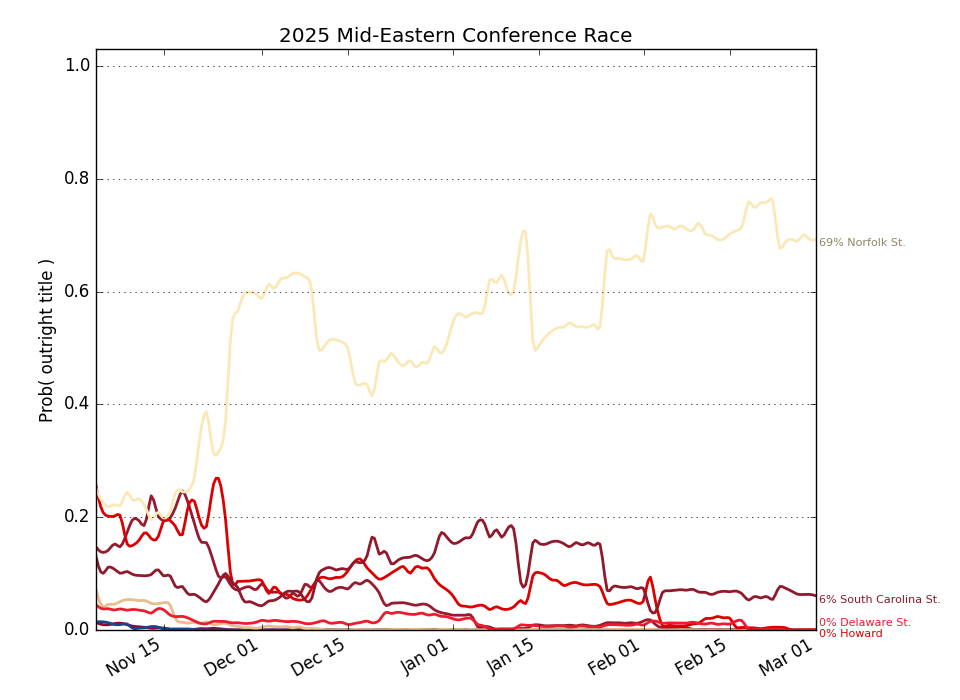 2025 Mid-Eastern Conference Race
Prob( outright title )
1.0
0.8
0.6
0.4
0.2
0.0
69% Norfolk St.
6% South Carolina St.
0% Delaware St.
0% Howard
Nov 15
Dec 01
Dec 15
Jan 01
Jan 15
Feb 01
Feb 15
Mar 01